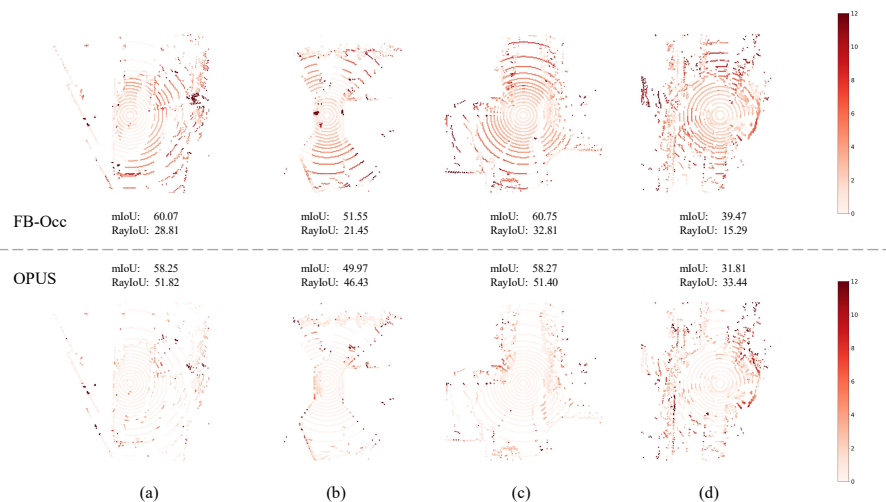 12
10
8
6
4
2
0
FB-Occ
mIoU: 60.07
RayIoU: 28.81
mIoU: 51.55
RayIoU: 21.45
mIoU: 60.75
RayIoU: 32.81
mIoU: 39.47
RayIoU: 15.29
OPUS
mIoU: 58.25
RayIoU: 51.82
mIoU: 49.97
RayIoU: 46.43
mIoU: 58.27
RayIoU: 51.40
mIoU: 31.81
RayIoU: 33.44
12
10
8
6
4
2
0
(a)
(b)
(c)
(d)